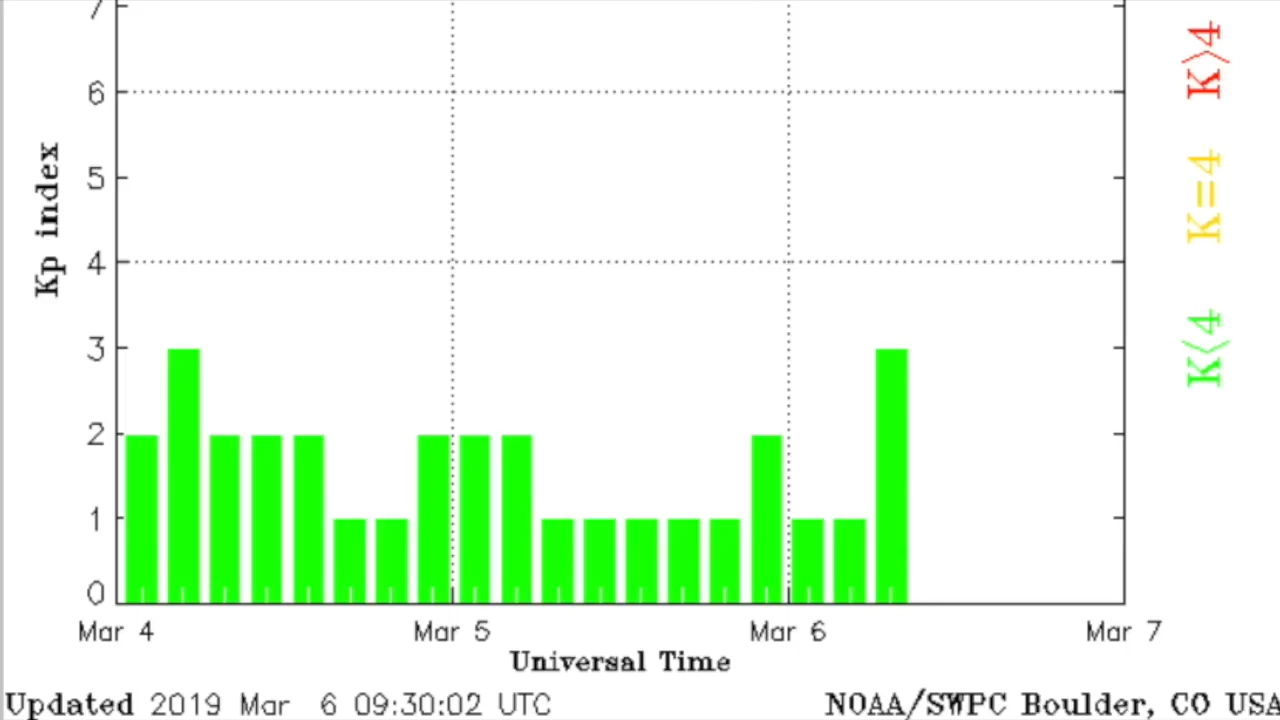 7
6
5
4
3
2
1
0
Kp index
K>4
K=4
K<4
Mar 4 Mar 5 Mar 6 Mar 7
Universal Time
Updated 2019 Mar 6 09:30:02 UTC
NOAA/SWPC Boulder, CO USA